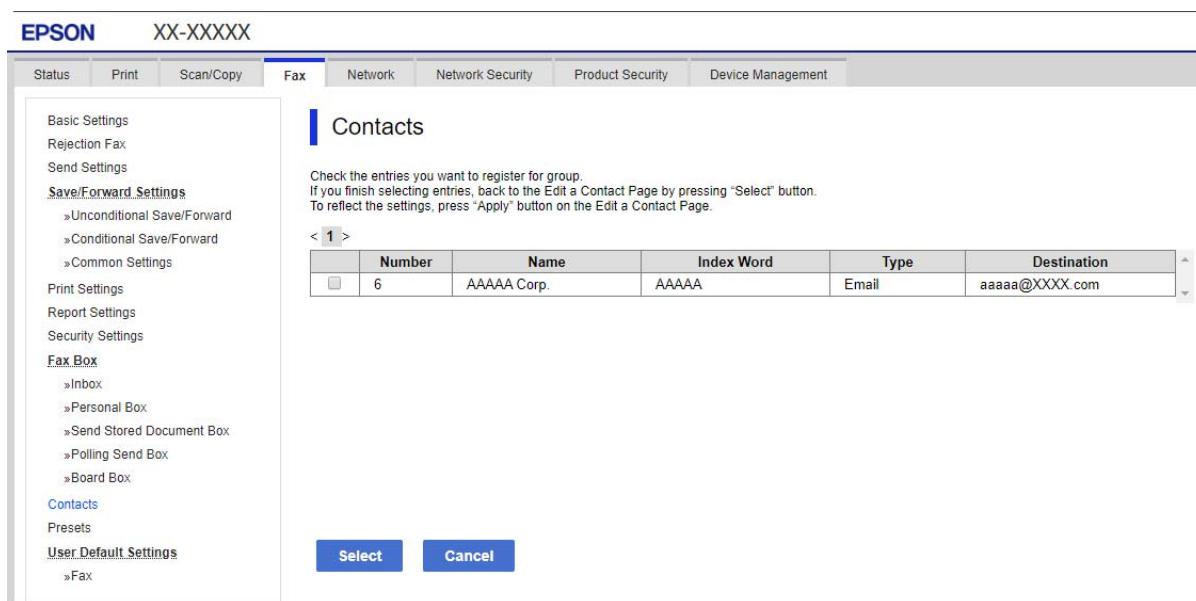 EPSON XX-XXXXX
Status Print Scan/Copy Fax Network Network Security Product Security Device Management
Basic Settings
Rejection Fax
Send Settings
Save/Forward Settings
»Unconditional Save/Forward
»Conditional Save/Forward
»Common Settings
Print Settings
Report Settings
Security Settings
Fax Box
»Inbox
»Personal Box
»Send Stored Document Box
»Polling Send Box
»Board Box
Contacts
Presets
User Default Settings
»Fax
Contacts
Check the entries you want to register for group.
If you finish selecting entries, back to the Edit a Contact Page by pressing “Select” button.
To reflect the settings, press “Apply” button on the Edit a Contact Page.
< 1 >
Number Name Index Word Type Destination
6 AAAAA Corp. AAAAA Email aaaaa@XXXX.com
Select Cancel